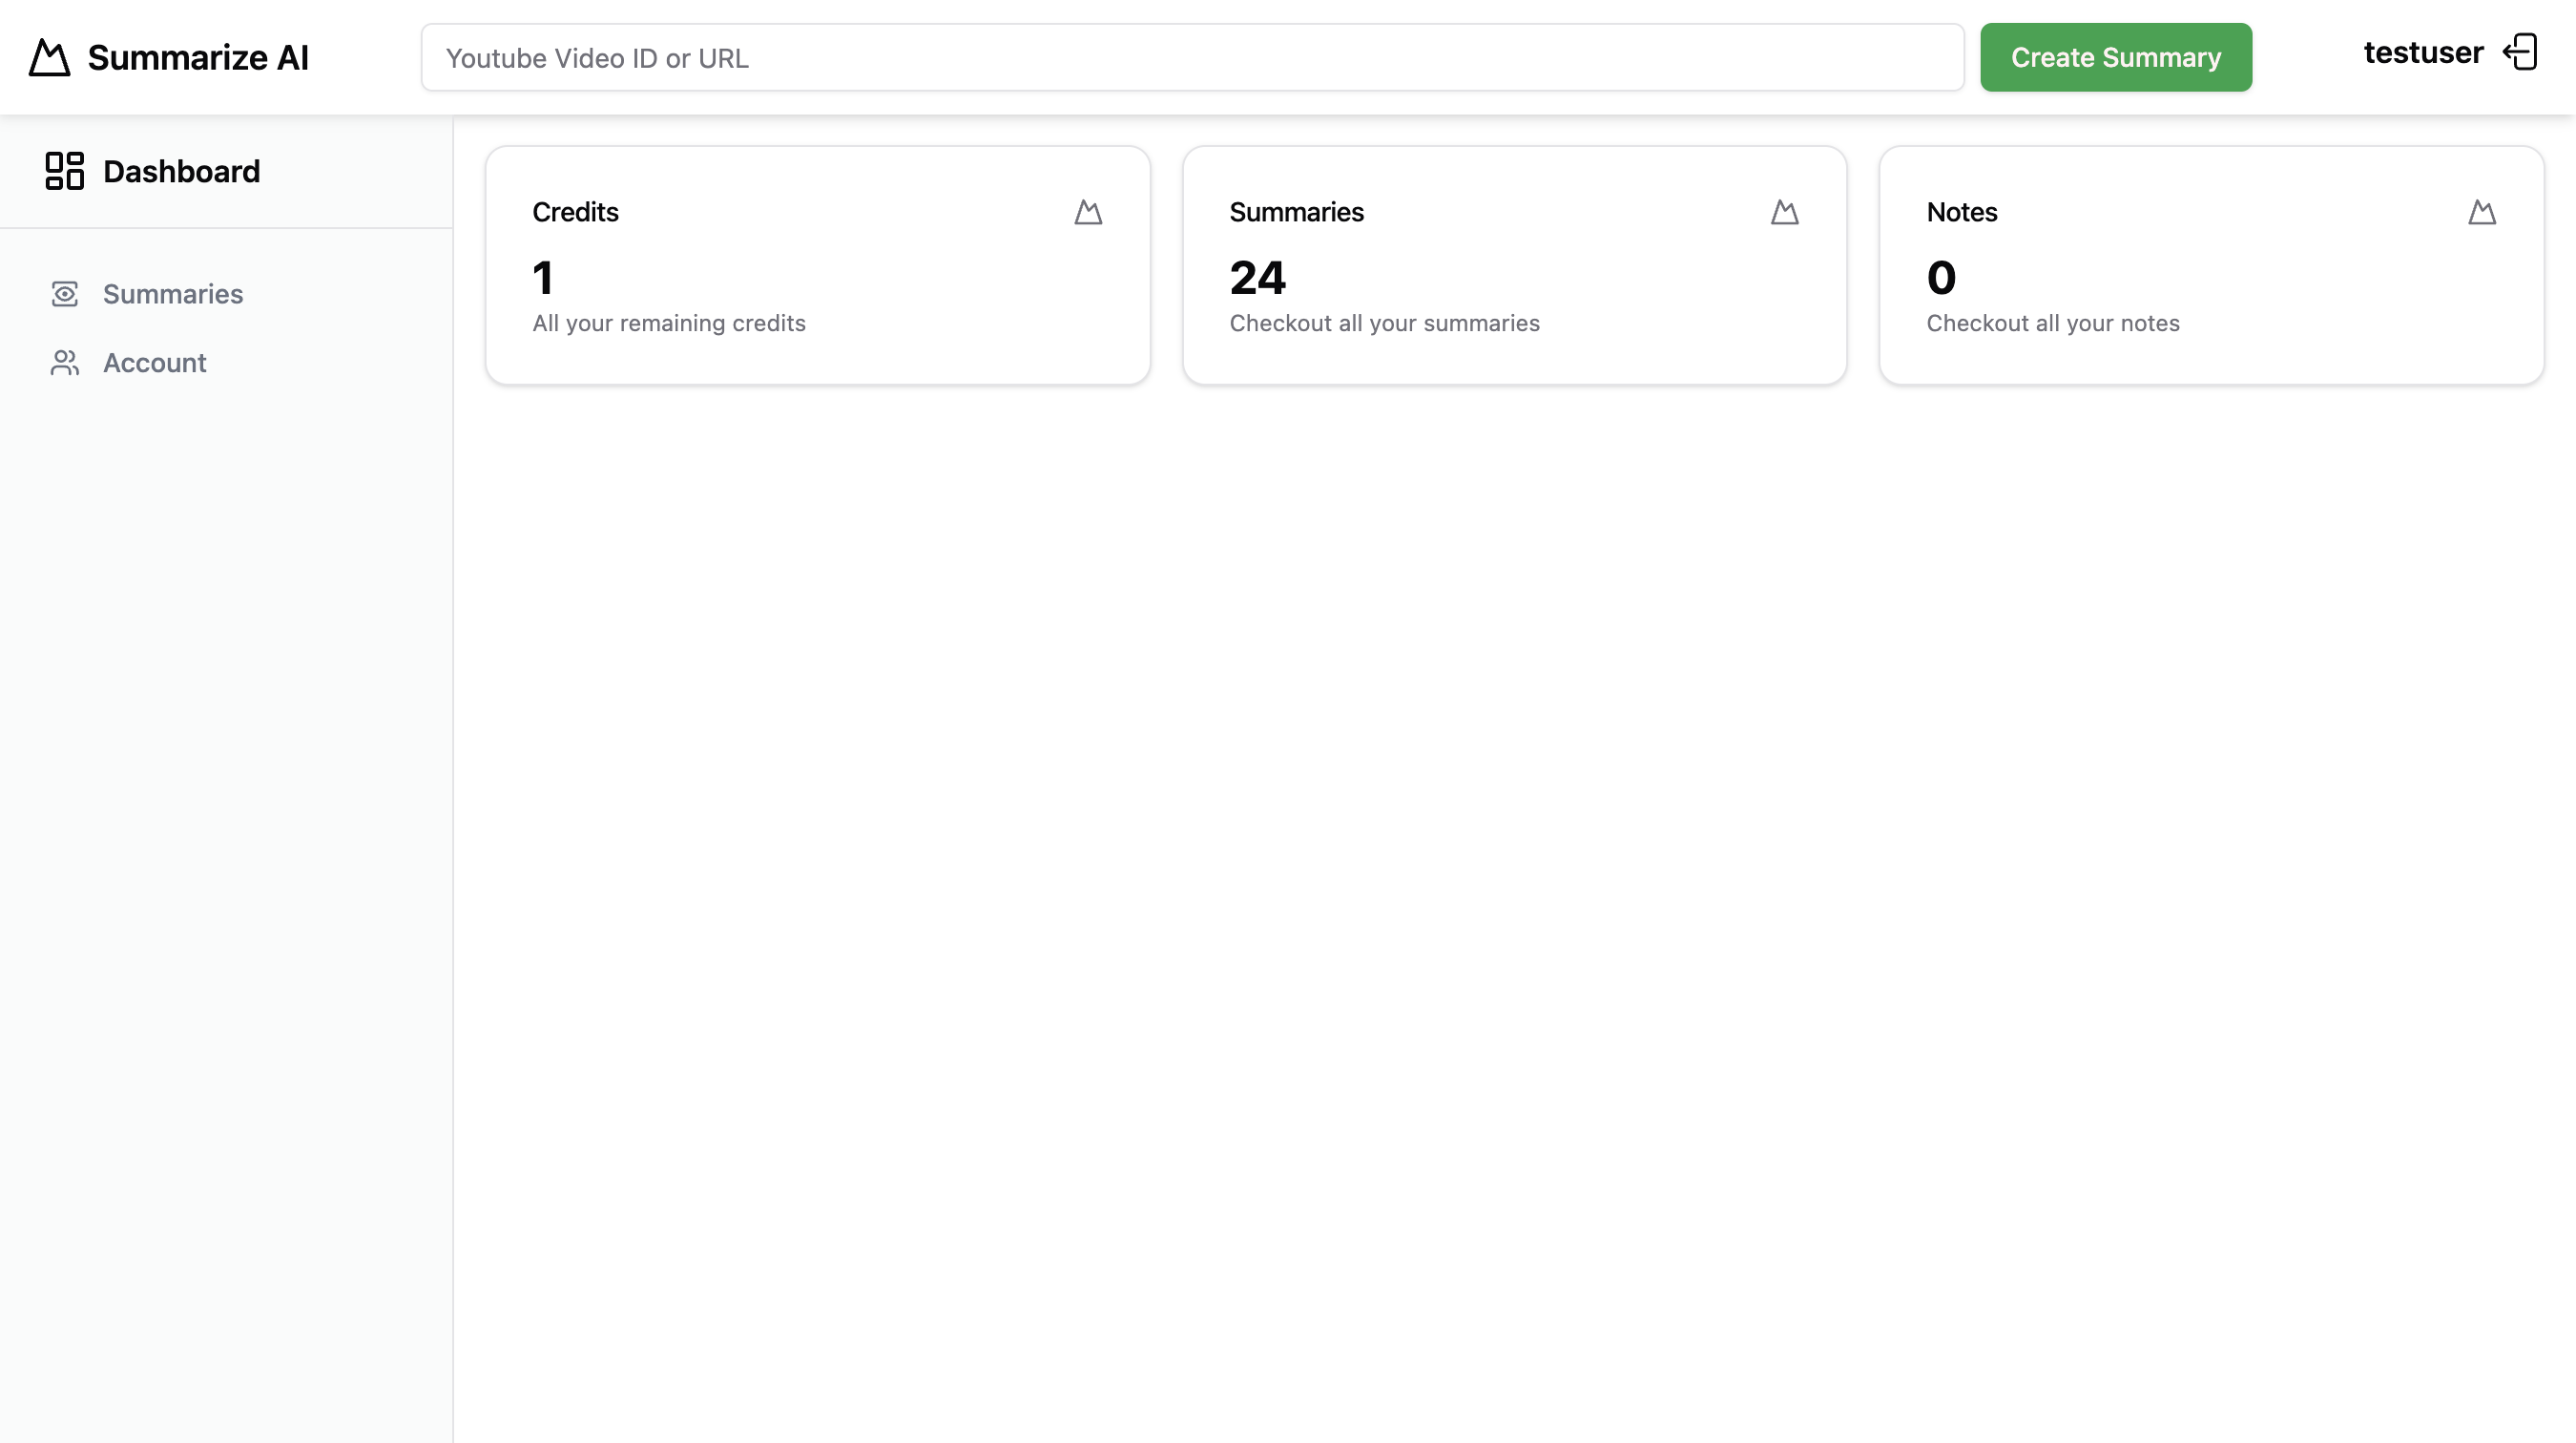 Summarize AI
Youtube Video ID or URL
Create Summary
testuser
Dashboard
Summaries
Account
Credits
1
All your remaining credits
Summaries
24
Checkout all your summaries
Notes
0
Checkout all your notes